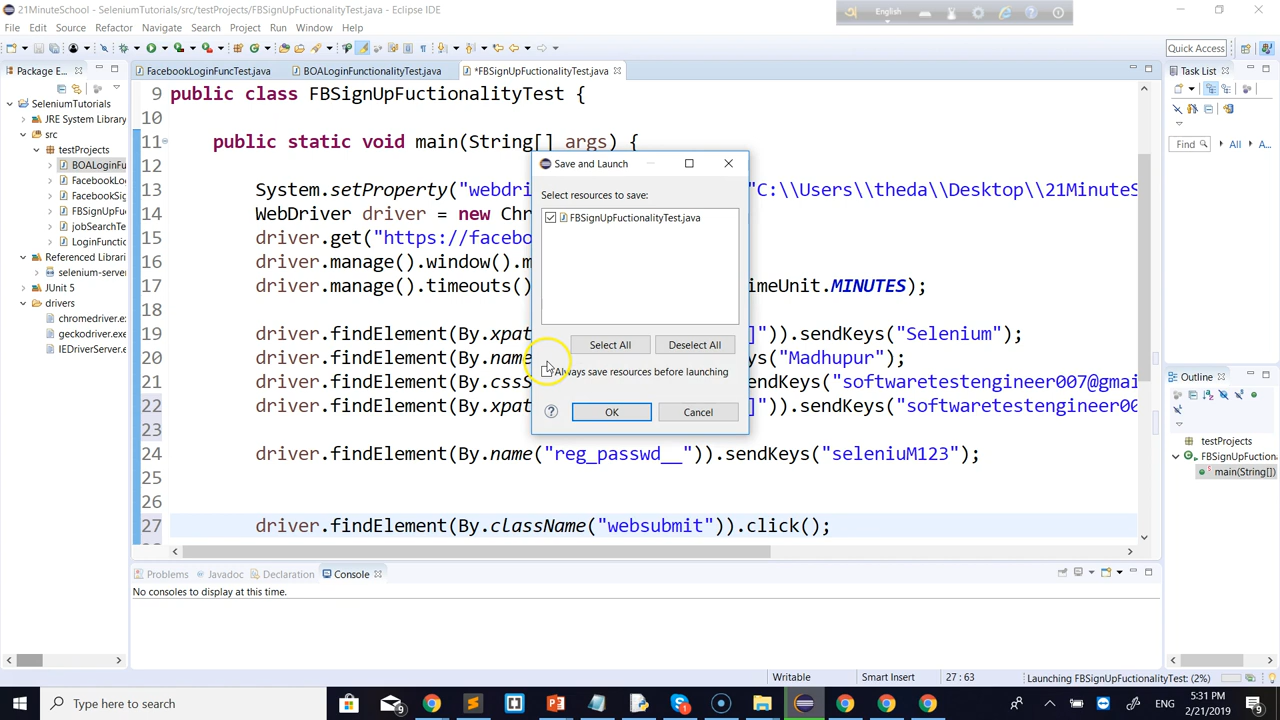 21MinuteSchool - SeleniumTutorials/src/testProjects/FBSignUpFuctionalityTest.java - Eclipse IDE
English
File Edit Source Refactor Navigate Search Project Run Window Help
Quick Access
Package E...
FacebookLoginFuncTest.java
BOALoginFunctionalityTest.java
*FBSignUpFuctionalityTest.java
Task List
SeleniumTutorials
JRE System Library
src
testProjects
BOALoginFu
FacebookLo
FacebookSig
FBSignUpFu
jobSearchTe
LoginFunctio
Referenced Libraries
selenium-server
JUnit 5
drivers
chromedriver.exe
geckodriver.exe
IEDriverServer.e
9 public class FBSignUpFuctionalityTest {
10
11 public static void main(String[] args) {
12
13 System.setProperty("webdri "C:\\Users\\theda\\Desktop\\21MinuteS
14 WebDriver driver = new Chr
15 driver.get("https://facebo
16 driver.manage().window().m
17 driver.manage().timeouts() imeUnit.MINUTES);
18
19 driver.findElement(By.xpat ]")).sendKeys("Selenium");
20 driver.findElement(By.name ys("Madhupur");
21 driver.findElement(By.cssS endKeys("softwaretestengineer007@gmai
22 driver.findElement(By.xpat ]")).sendKeys("softwaretestengineer00
23
24 driver.findElement(By.name("reg_passwd__")).sendKeys("seleniuM123");
25
26
27 driver.findElement(By.className("websubmit")).click();
Save and Launch
Select resources to save:
FBSignUpFuctionalityTest.java
Select All Deselect All
Always save resources before launching
OK Cancel
Find All A...
Outline
testProjects
FBSignUpFuctiona
main(String[])
Problems Javadoc Declaration Console
No consoles to display at this time.
Writable Smart Insert 27 : 63 Launching FBSignUpFuctionalityTest: (2%)
Type here to search
ENG
5:31 PM
2/21/2019